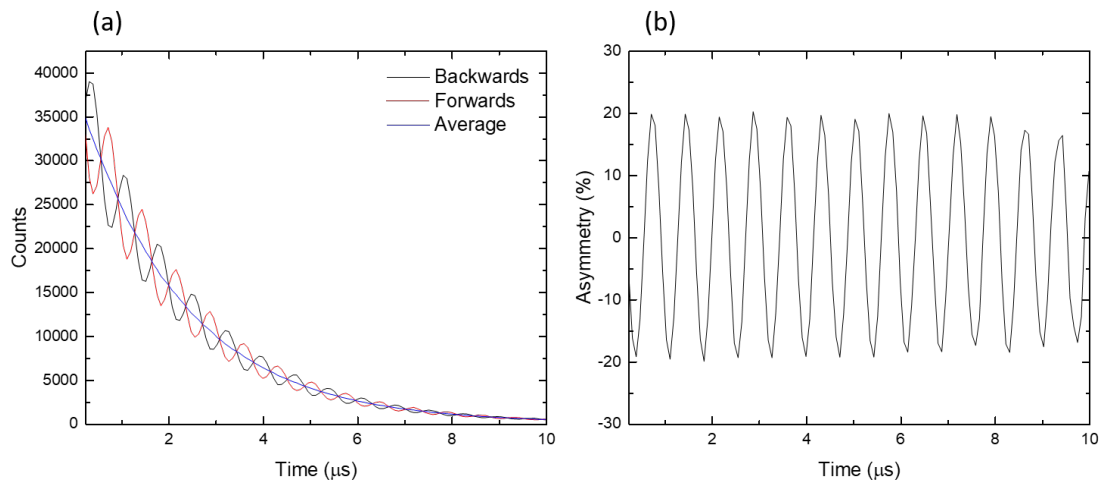 (a)
Counts
40000
35000
30000
25000
20000
15000
10000
5000
0
Backwards
Forwards
Average
2
4
6
8
10
Time (μs)
(b)
Asymmetry (%)
30
20
10
0
-10
-20
-30
2
4
6
8
10
Time (μs)